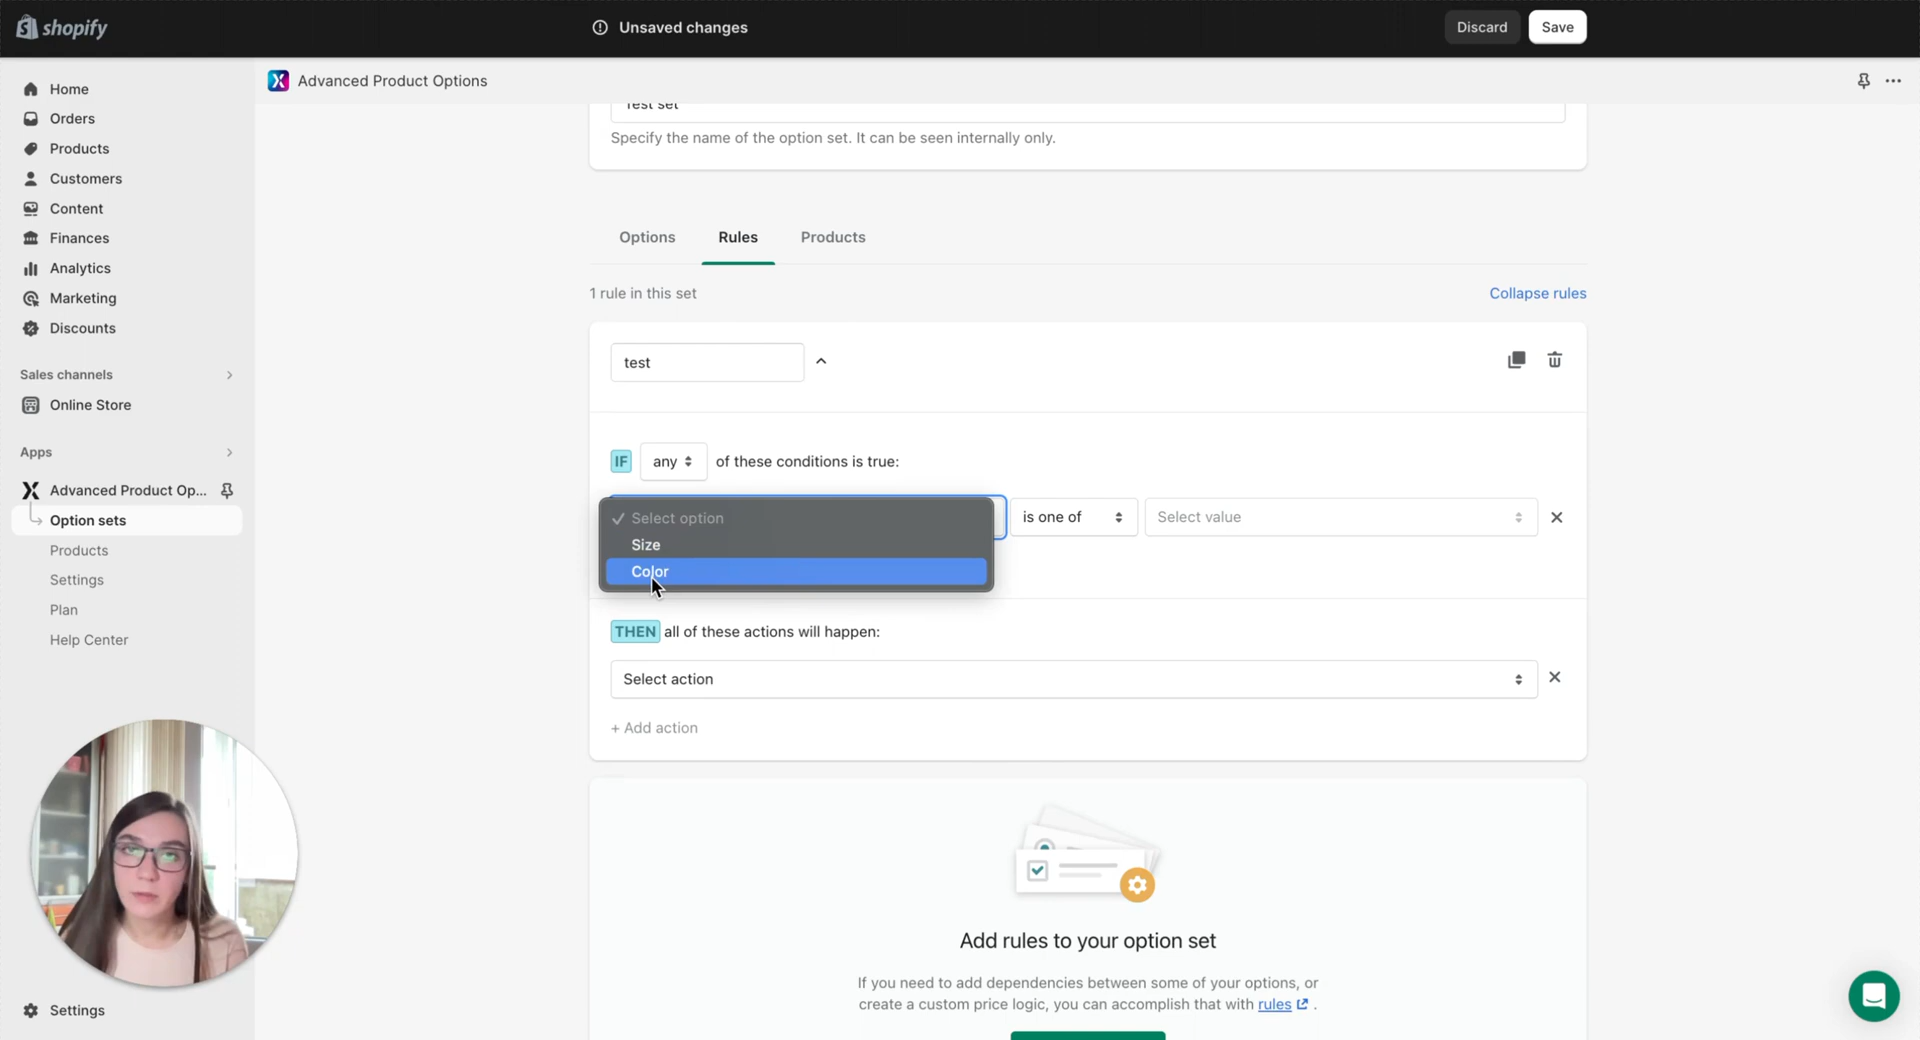 shopify
Unsaved changes
Discard
Save
Home
Orders
Products
Customers
Content
Finances
Analytics
Marketing
Discounts
Sales channels
Online Store
Apps
Advanced Product Op...
Option sets
Products
Settings
Plan
Help Center
Settings
Advanced Product Options
Test set
Specify the name of the option set. It can be seen internally only.
Options
Rules
Products
1 rule in this set
Collapse rules
test
IF any of these conditions is true:
Select option
Size
Color
is one of
Select value
THEN all of these actions will happen:
Select action
+ Add action
Add rules to your option set
If you need to add dependencies between some of your options, or
create a custom price logic, you can accomplish that with rules .